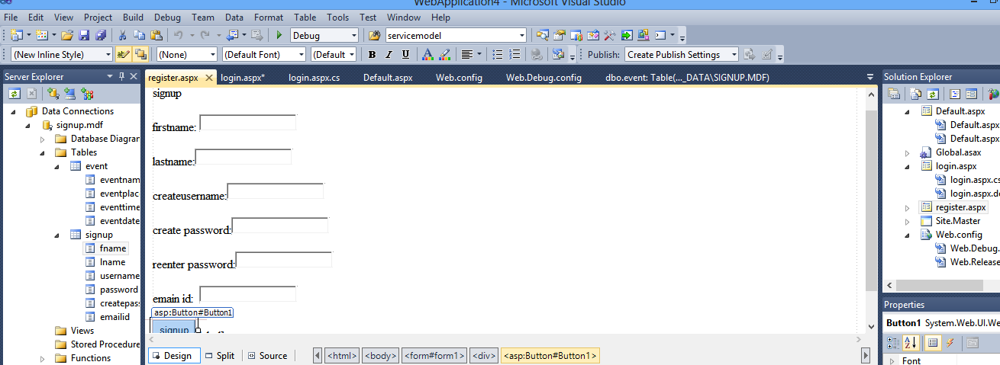 WebApplication4 - Microsoft Visual Studio
File Edit View Project Build Debug Team Data Format Table Tools Test Window Help
Debug servicemodel
(New Inline Style) (None) (Default Font) (Default B I U A Publish: Create Publish Settings
Server Explorer
Data Connections
signup.mdf
Database Diagran
Tables
event
eventnam
eventplac
eventtime
eventdate
signup
fname
lname
username
password
createpas
emailid
Views
Stored Procedure
Functions
register.aspx login.aspx* login.aspx.cs Default.aspx Web.config Web.Debug.config dbo.event: Table(..._DATA\SIGNUP.MDF)
signup
firstname:
lastname:
createusername:
create password:
reenter password:
emain id:
asp:Button#Button1
signup
Design Split Source <html> <body> <form#form1> <div> <asp:Button#Button1>
Solution Explorer
Default.aspx
Default.aspx
Default.aspx
Global.asax
login.aspx
login.aspx.cs
login.aspx.de
register.aspx
Site.Master
Web.config
Web.Debug.
Web.Release
Properties
Button1 System.Web.UI.We
Font